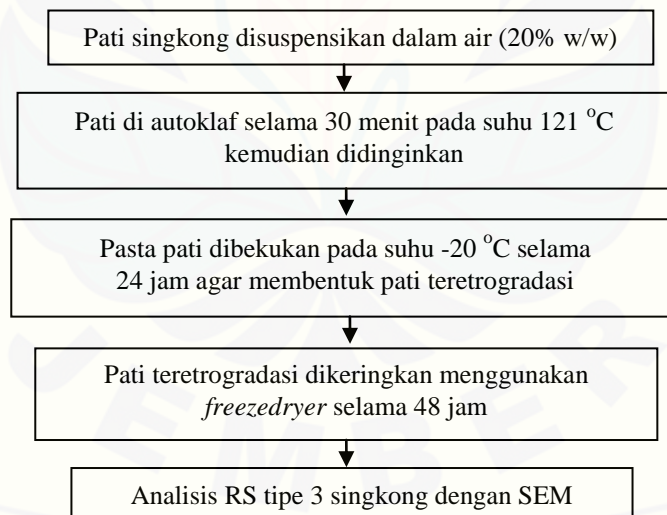 Pati singkong disuspensikan dalam air (20% w/w)
Pati di autoklaf selama 30 menit pada suhu 121 °C
kemudian didinginkan
Pasta pati dibekukan pada suhu -20 °C selama
24 jam agar membentuk pati teretrogradasi
Pati teretrogradasi dikeringkan menggunakan
freezedryer selama 48 jam
Analisis RS tipe 3 singkong dengan SEM
JEMBER